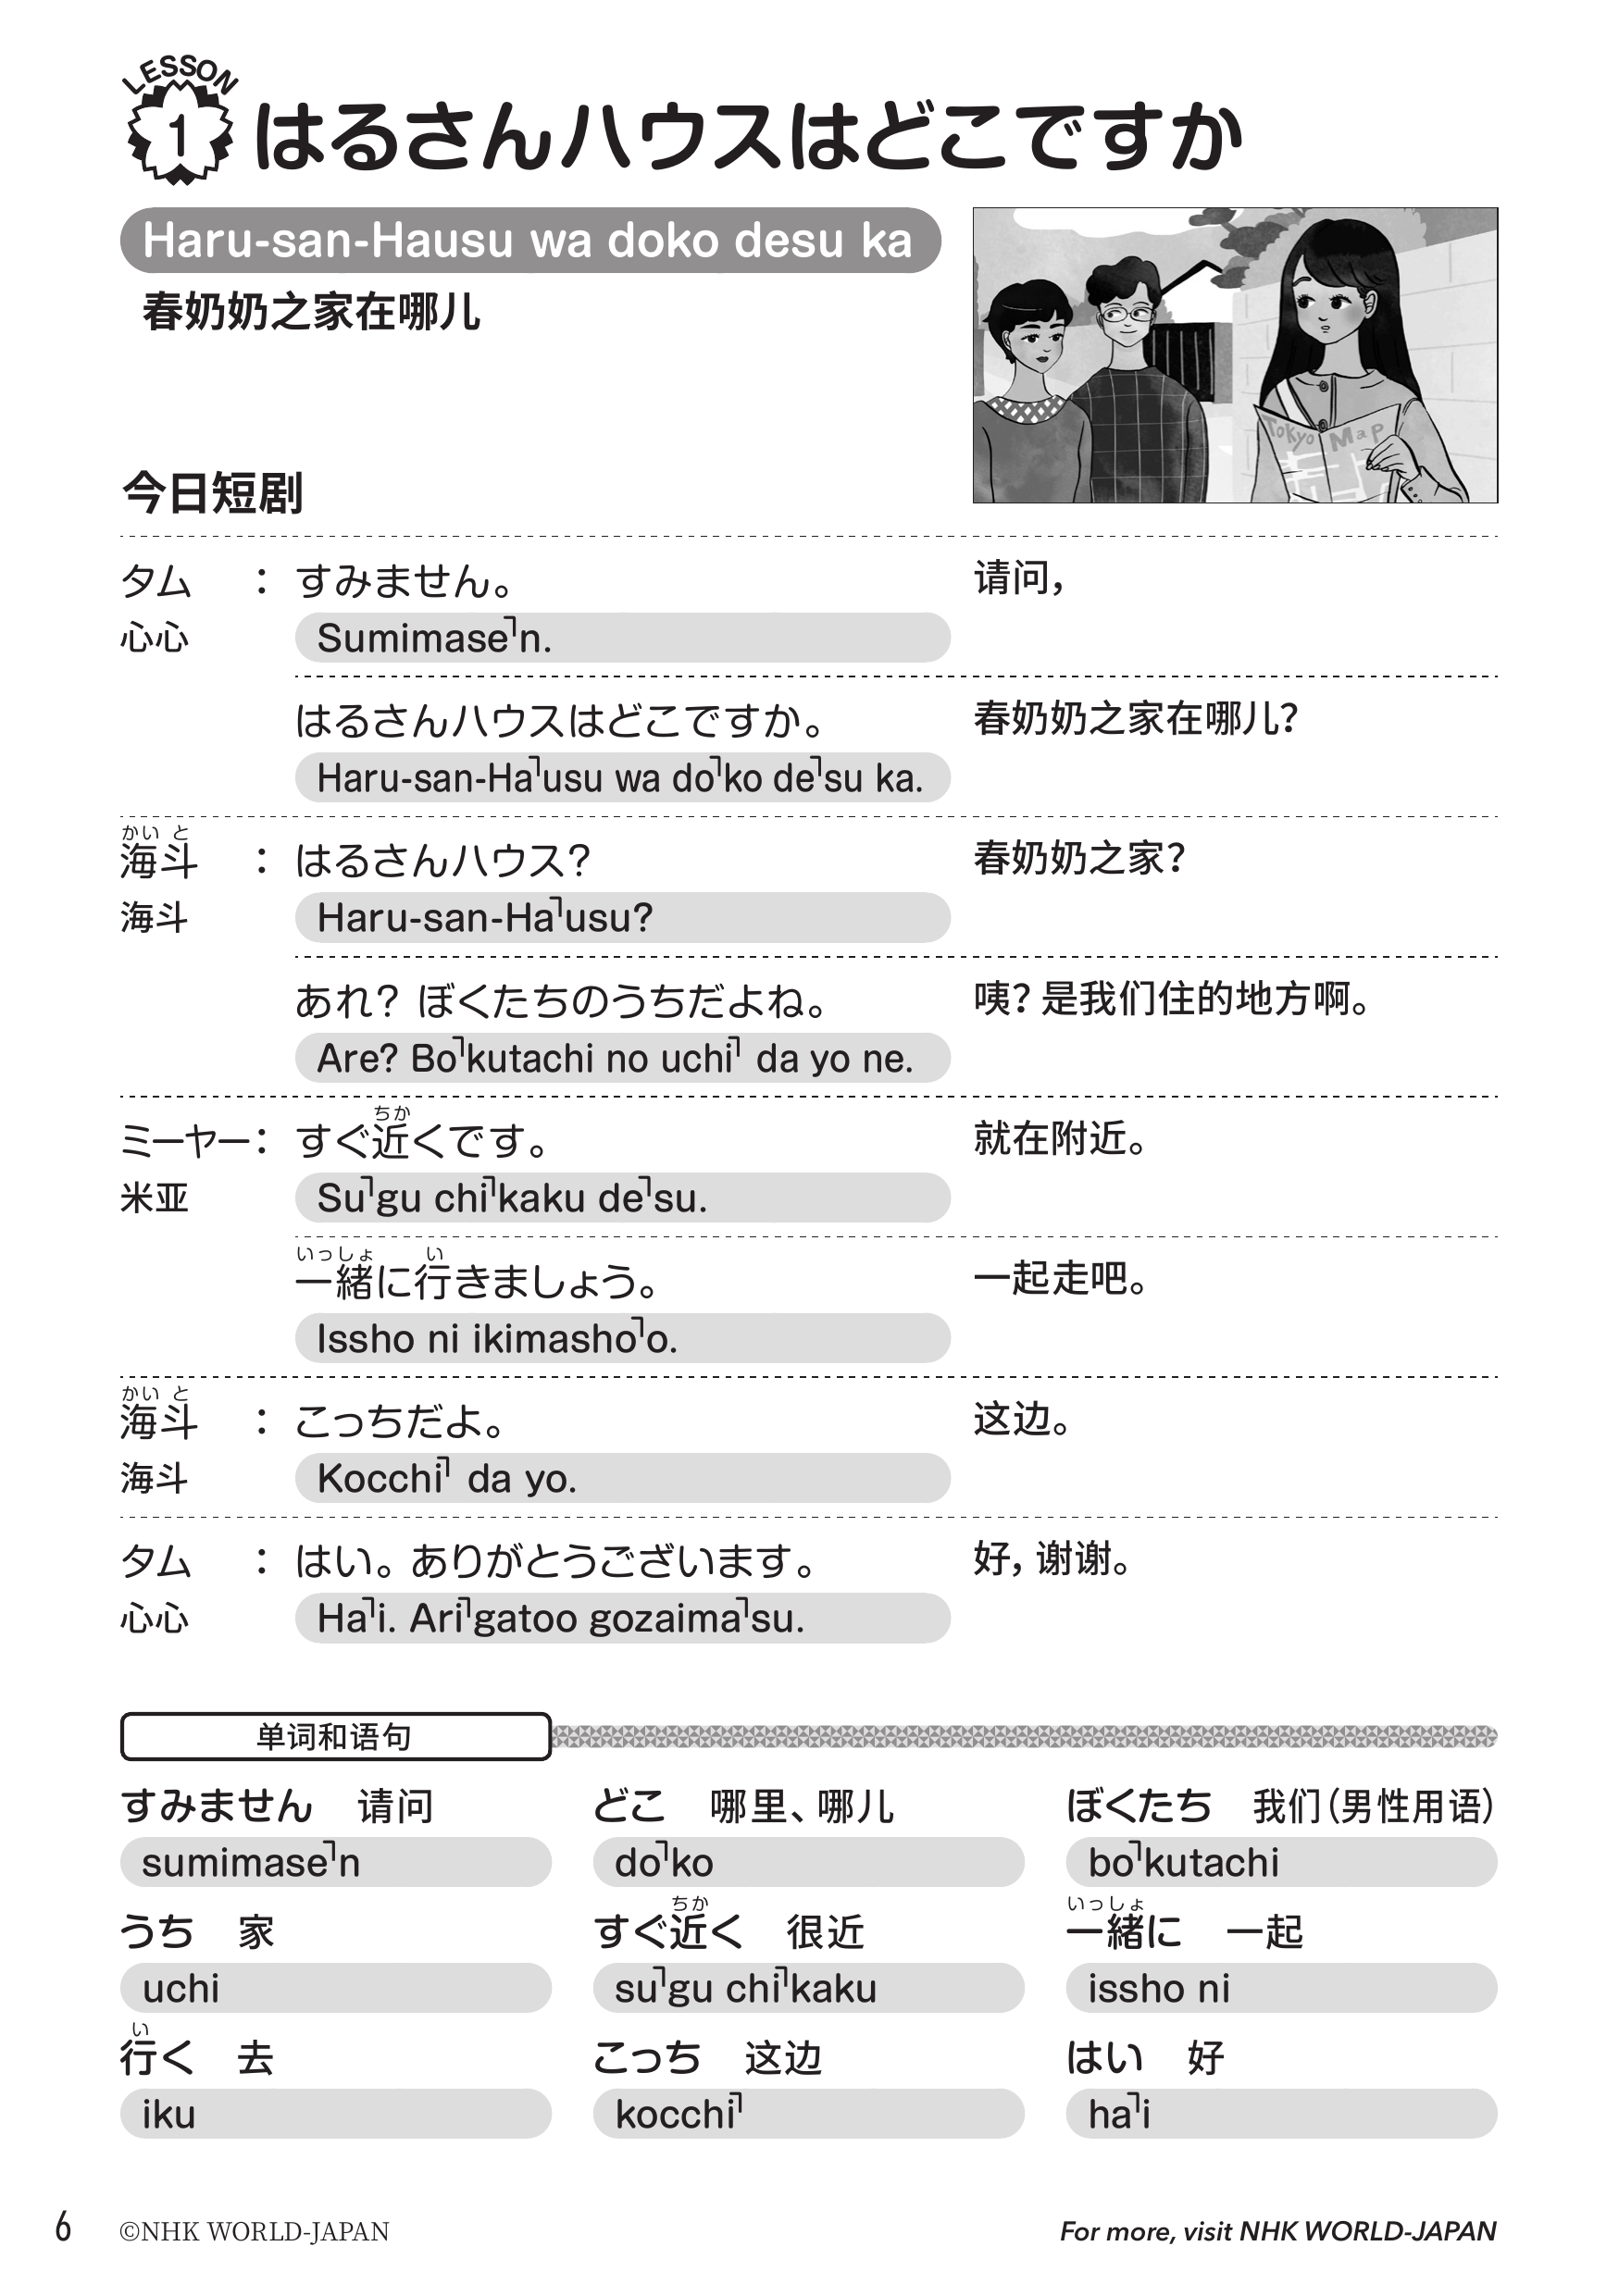 LESSON
1
はるさんハウスはどこですか
Haru-san-Hausu wa doko desu ka
春奶奶之家在哪儿
Tokyo Map
今日短剧
タム : すみません。 请问，
心心 Sumimase˥n.
はるさんハウスはどこですか。 春奶奶之家在哪儿？
Haru-san-Ha˥usu wa do˥ko de˥su ka.
かい と
海斗 : はるさんハウス？ 春奶奶之家？
海斗 Haru-san-Ha˥usu?
あれ？ ぼくたちのうちだよね。 咦？是我们住的地方啊。
Are? Bo˥kutachi no uchi˥ da yo ne.
ちか
ミーヤー : すぐ近くです。 就在附近。
米亚 Su˥gu chi˥kaku de˥su.
いっしょ い
一緒に行きましょう。 一起走吧。
Issho ni ikimasho˥o.
かい と
海斗 : こっちだよ。 这边。
海斗 Kocchi˥ da yo.
タム : はい。ありがとうございます。 好，谢谢。
心心 Ha˥i. Ari˥gatoo gozaima˥su.
单词和语句
すみません 请问 どこ 哪里、哪儿 ぼくたち 我们（男性用语）
sumimase˥n do˥ko bo˥kutachi
ちか いっしょ
うち 家 すぐ近く 很近 一緒に 一起
uchi su˥gu chi˥kaku issho ni
い
行く 去 こっち 这边 はい 好
iku kocchi˥ ha˥i
6 ©NHK WORLD-JAPAN For more, visit NHK WORLD-JAPAN